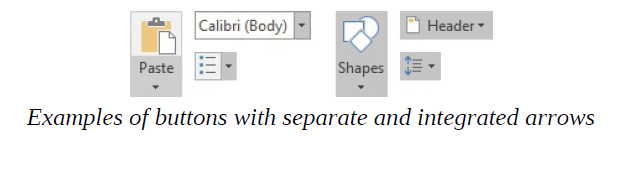 Calibri (Body)
Header
Paste
Shapes
Examples of buttons with separate and integrated arrows